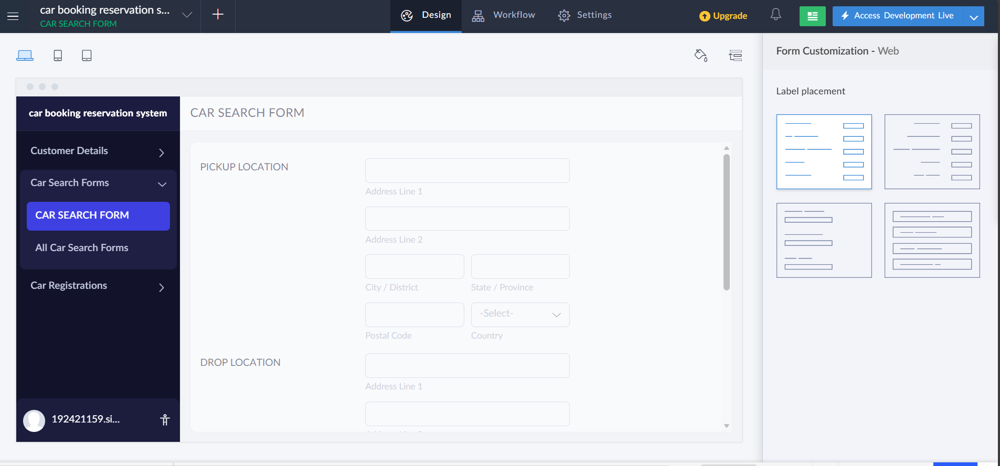 car booking reservation s...
CAR SEARCH FORM
Design
Workflow
Settings
Upgrade
Access Development Live
Form Customization - Web
Label placement
car booking reservation system
Customer Details
Car Search Forms
CAR SEARCH FORM
All Car Search Forms
Car Registrations
192421159.si...
CAR SEARCH FORM
PICKUP LOCATION
Address Line 1
Address Line 2
City / District
State / Province
-Select-
Postal Code
Country
DROP LOCATION
Address Line 1